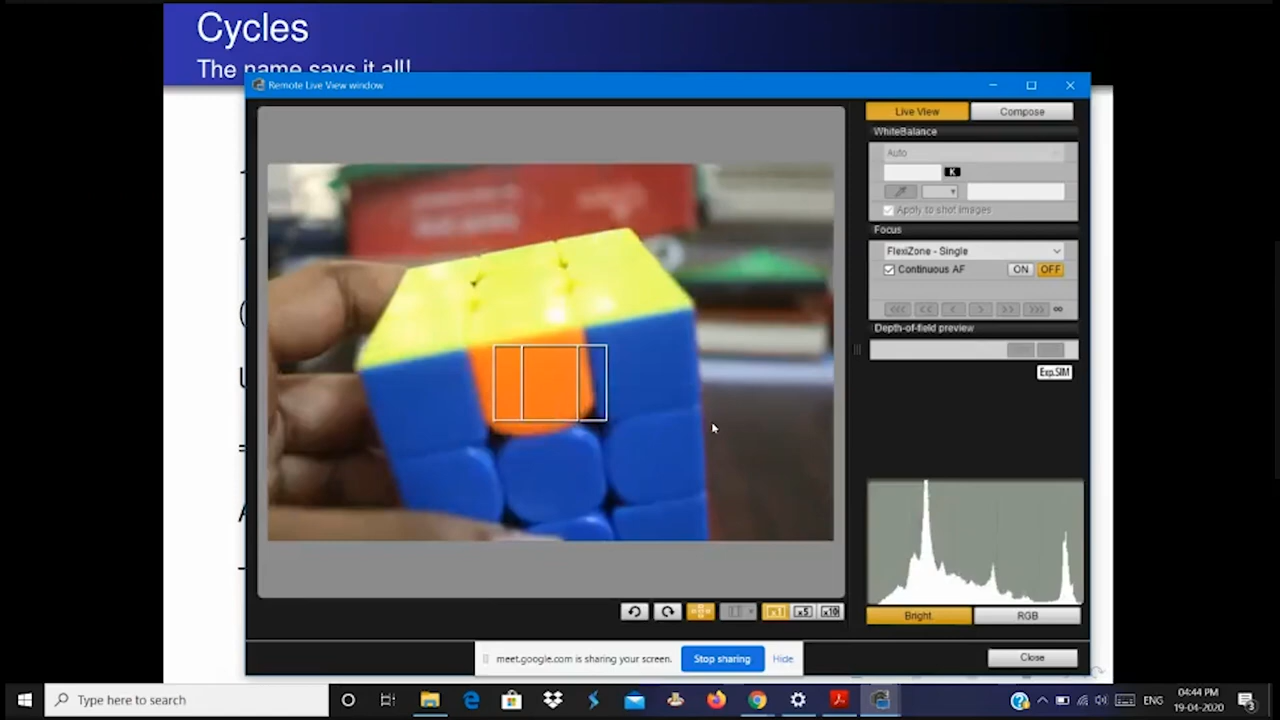 Cycles
The name says it all!
Remote Live View window
Live View
Compose
WhiteBalance
Auto
K
Apply to shot images
Focus
FlexiZone - Single
Continuous AF
ON
OFF
<<<
<<
<
>
>>
>>>
∞
Depth-of-field preview
Exp.SIM
x1
x5
x10
Bright
RGB
meet.google.com is sharing your screen.
Stop sharing
Hide
Close
Type here to search
ENG
04:44 PM
19-04-2020
3